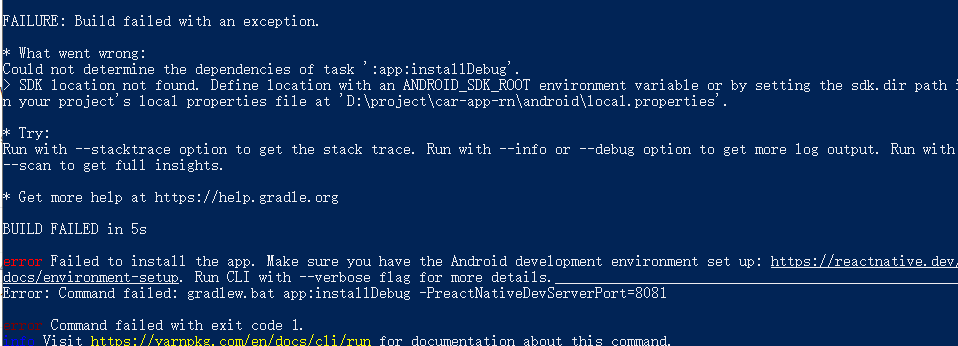 FAILURE: Build failed with an exception.
* What went wrong:
Could not determine the dependencies of task ':app:installDebug'.
> SDK location not found. Define location with an ANDROID_SDK_ROOT environment variable or by setting the sdk.dir path i
n your project's local properties file at 'D:\project\car-app-rn\android\local.properties'.
* Try:
Run with --stacktrace option to get the stack trace. Run with --info or --debug option to get more log output. Run with
--scan to get full insights.
* Get more help at https://help.gradle.org
BUILD FAILED in 5s
error Failed to install the app. Make sure you have the Android development environment set up: https://reactnative.dev/
docs/environment-setup. Run CLI with --verbose flag for more details.
Error: Command failed: gradlew.bat app:installDebug -PreactNativeDevServerPort=8081
error Command failed with exit code 1.
info Visit https://yarnpkg.com/en/docs/cli/run for documentation about this command.